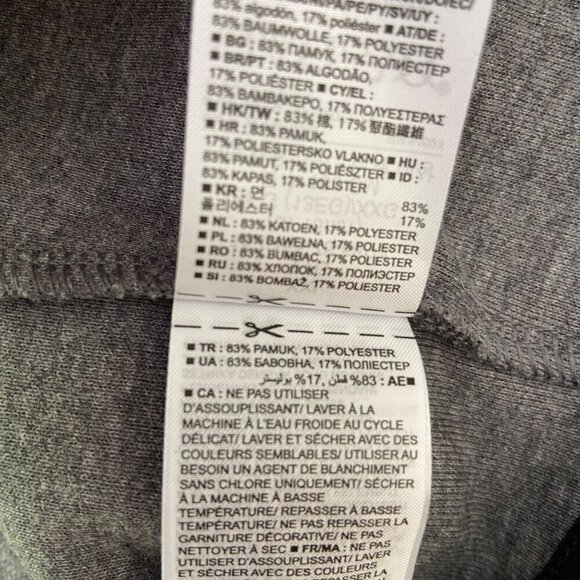 83% algodón, 17% poliéster ■ AT/DE :
83% BAUMWOLLE, 17% POLYESTER
■ BG : 83% ПАМУК, 17% ПОЛИЕСТЕР
■ BR/PT : 83% ALGODÃO,
17% POLIÉSTER ■ CY/EL :
83% ΒΑΜΒΑΚΕΡΟ, 17% ΠΟΛΥΕΣΤΕΡΑΣ
■ HK/TW : 83% 棉, 17% 聚酯纖維
■ HR : 83% PAMUK,
17% POLIESTERSKO VLAKNO ■ HU :
83% PAMUT, 17% POLIÉSZTER ■ ID :
83% KAPAS, 17% POLISTER
■ KR : 면 83%
폴리에스터 17%
■ NL : 83% KATOEN, 17% POLYESTER
■ PL : 83% BAWEŁNA, 17% POLYESTER
■ RO : 83% BUMBAC, 17% POLIESTER
■ RU : 83% ХЛОПОК, 17% ПОЛИЭСТЕР
■ SI : 83% BOMBAŽ, 17% POLIESTER
■ TR : 83% PAMUK, 17% POLYESTER
■ UA : 83% БАВОВНА, 17% ПОЛІЕСТЕР
■AE : 83% قطن, 17% بوليستر
■ CA : NE PAS UTILISER
D'ASSOUPLISSANT/ LAVER À LA
MACHINE À L'EAU FROIDE AU CYCLE
DÉLICAT/ LAVER ET SÉCHER AVEC DES
COULEURS SEMBLABLES/ UTILISER AU
BESOIN UN AGENT DE BLANCHIMENT
SANS CHLORE UNIQUEMENT/ SÉCHER
À LA MACHINE À BASSE
TEMPÉRATURE/ REPASSER À BASSE
TEMPÉRATURE/ NE PAS REPASSER LA
GARNITURE DÉCORATIVE/ NE PAS
NETTOYER À SEC ■ FR/MA : NE PAS
UTILISER D'ASSOUPLISSANT/ LAVER
ET SÉCHER AVEC DES COULEURS